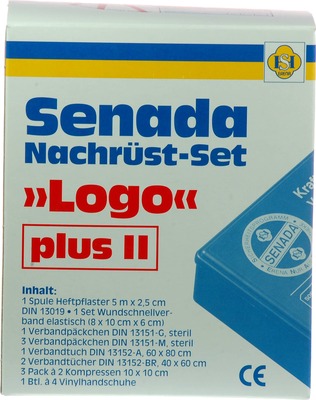 Senada
Nachrüst-Set
»Logo«
plus II
Inhalt:
1 Spule Heftpflaster 5 m x 2,5 cm
DIN 13019 • 1 Set Wundschnellver-
band elastisch (8 x 10 cm x 6 cm)
1 Verbandpäckchen DIN 13151-G, steril
3 Verbandpäckchen DIN 13151-M, steril
1 Verbandtuch DIN 13152-A, 60 x 80 cm
2 Verbandtücher DIN 13152-BR, 40 x 60 cm
3 Pack à 2 Kompressen 10 x 10 cm
1 Btl. à 4 Vinylhandschuhe
CE
SENADA